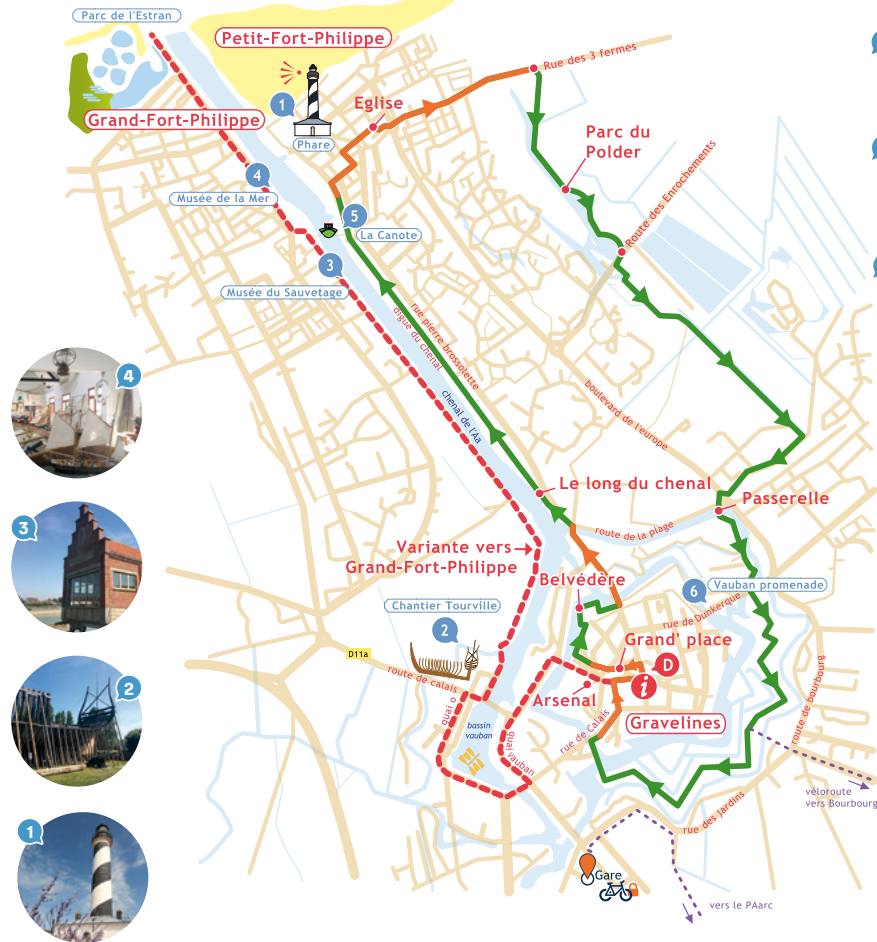 Parc de l'Estran
Petit-Fort-Philippe
Rue des 3 fermes
1
Eglise
Grand-Fort-Philippe
Phare
Parc du
Polder
4
Musée de la Mer
Route des Enrochements
5
La Canote
3
Musée du Sauvetage
rue pierre brossolette
digue du chenal
4
boulevard de l'europe
chenal de l'Aa
Le long du chenal
Passerelle
3
route de la plage
Variante vers
Grand-Fort-Philippe
Belvédère
6
Vauban promenade
Chantier Tourville
rue de Dunkerque
2
Grand' place
D11a
D
i
route de calais
2
Arsenal
Gravelines
quai o
rue de Calais
route de bourbourg
bassin
vauban
quai vauban
véloroute
vers Bourbourg
1
rue des jardins
Gare
vers le PAarc